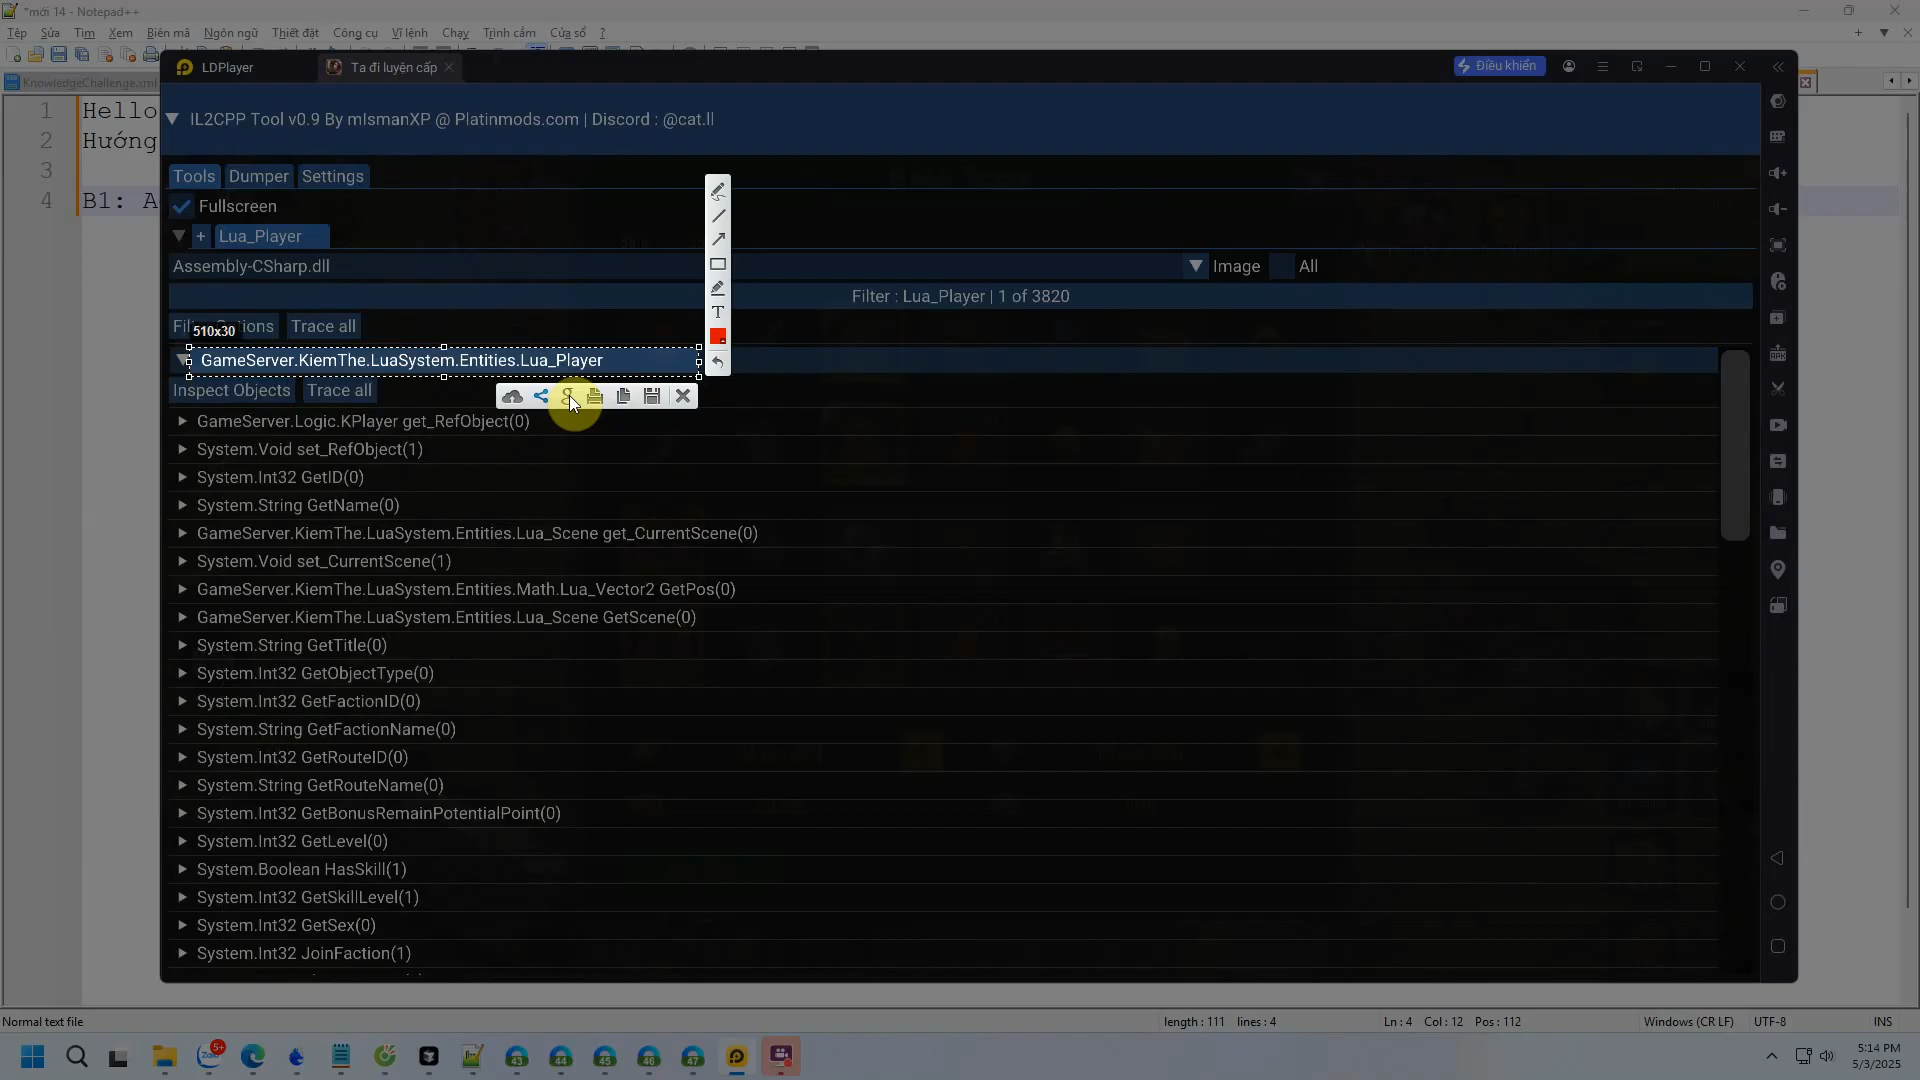 "mới 14 - Notepad++
Tệp Sửa Tìm Xem Biên mã Ngôn ngữ Thiết đặt Công cụ Vĩ lệnh Chạy Trình cắm Cửa sổ ?
KnowledgeChallenge.xml
LDPlayer
Ta đi luyện cấp
Điều khiển
1 Hello
2 Hướng
3
4 B1: A
IL2CPP Tool v0.9 By mIsmanXP @ Platinmods.com | Discord : @cat.ll
Tools Dumper Settings
Fullscreen
+ Lua_Player
Assembly-CSharp.dll
Image All
Filter : Lua_Player | 1 of 3820
Trace all
510x30
GameServer.KiemThe.LuaSystem.Entities.Lua_Player
Inspect Objects Trace all
GameServer.Logic.KPlayer get_RefObject(0)
System.Void set_RefObject(1)
System.Int32 GetID(0)
System.String GetName(0)
GameServer.KiemThe.LuaSystem.Entities.Lua_Scene get_CurrentScene(0)
System.Void set_CurrentScene(1)
GameServer.KiemThe.LuaSystem.Entities.Math.Lua_Vector2 GetPos(0)
GameServer.KiemThe.LuaSystem.Entities.Lua_Scene GetScene(0)
System.String GetTitle(0)
System.Int32 GetObjectType(0)
System.Int32 GetFactionID(0)
System.String GetFactionName(0)
System.Int32 GetRouteID(0)
System.String GetRouteName(0)
System.Int32 GetBonusRemainPotentialPoint(0)
System.Int32 GetLevel(0)
System.Boolean HasSkill(1)
System.Int32 GetSkillLevel(1)
System.Int32 GetSex(0)
System.Int32 JoinFaction(1)
Normal text file
length : 111 lines : 4
Ln : 4 Col : 12 Pos : 112
Windows (CR LF)
UTF-8
INS
Zalo 5+
43 44 45 46 47
5:14 PM
5/3/2025